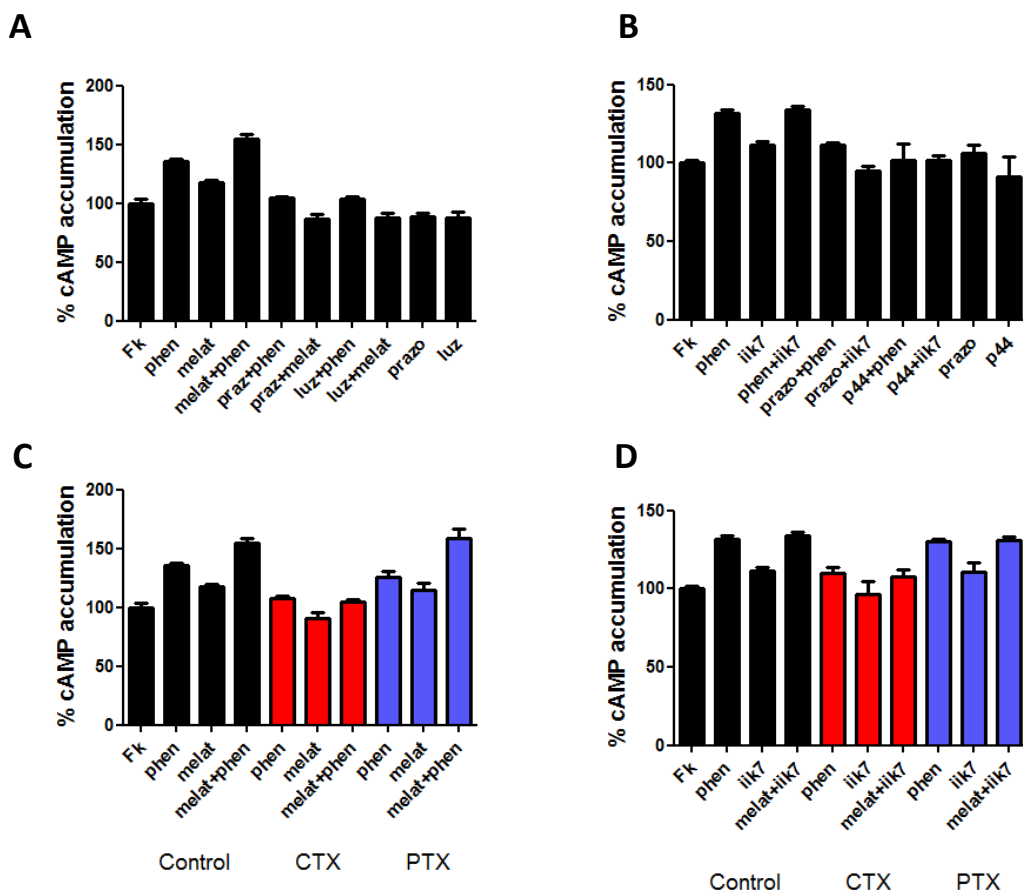 A
% cAMP accumulation
200
150
100
50
0
Fk
phen
melat
melat+phen
praz+phen
praz+melat
luz+phen
luz+melat
prazo
luz
B
% cAMP accumulation
150
100
50
0
Fk
phen
iik7
phen+iik7
prazo+phen
prazo+iik7
p44+phen
p44+iik7
prazo
p44
C
% cAMP accumulation
200
150
100
50
0
Fk
phen
melat
melat+phen
phen
melat
melat+phen
phen
melat
melat+phen
Control CTX PTX
D
% cAMP accumulation
150
100
50
0
Fk
phen
iik7
melat+iik7
phen
iik7
melat+iik7
phen
iik7
melat+iik7
Control CTX PTX